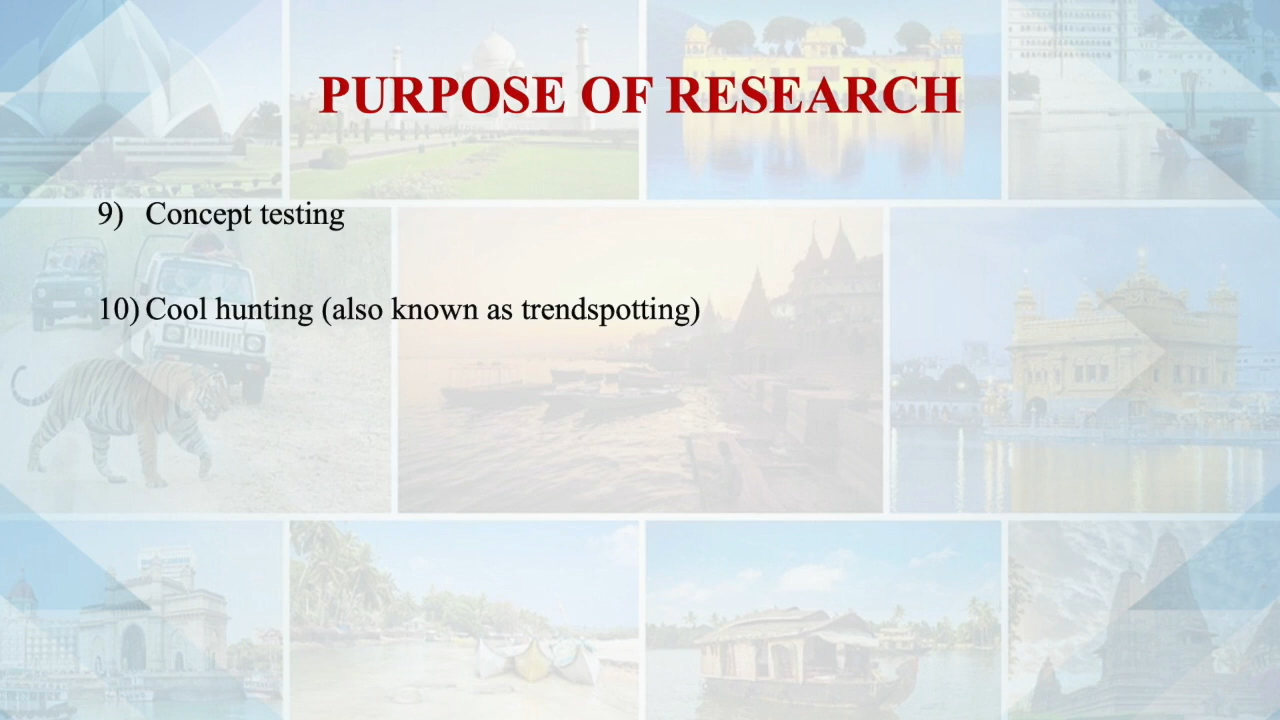 PURPOSE OF RESEARCH
9) Concept testing
10) Cool hunting (also known as trendspotting)